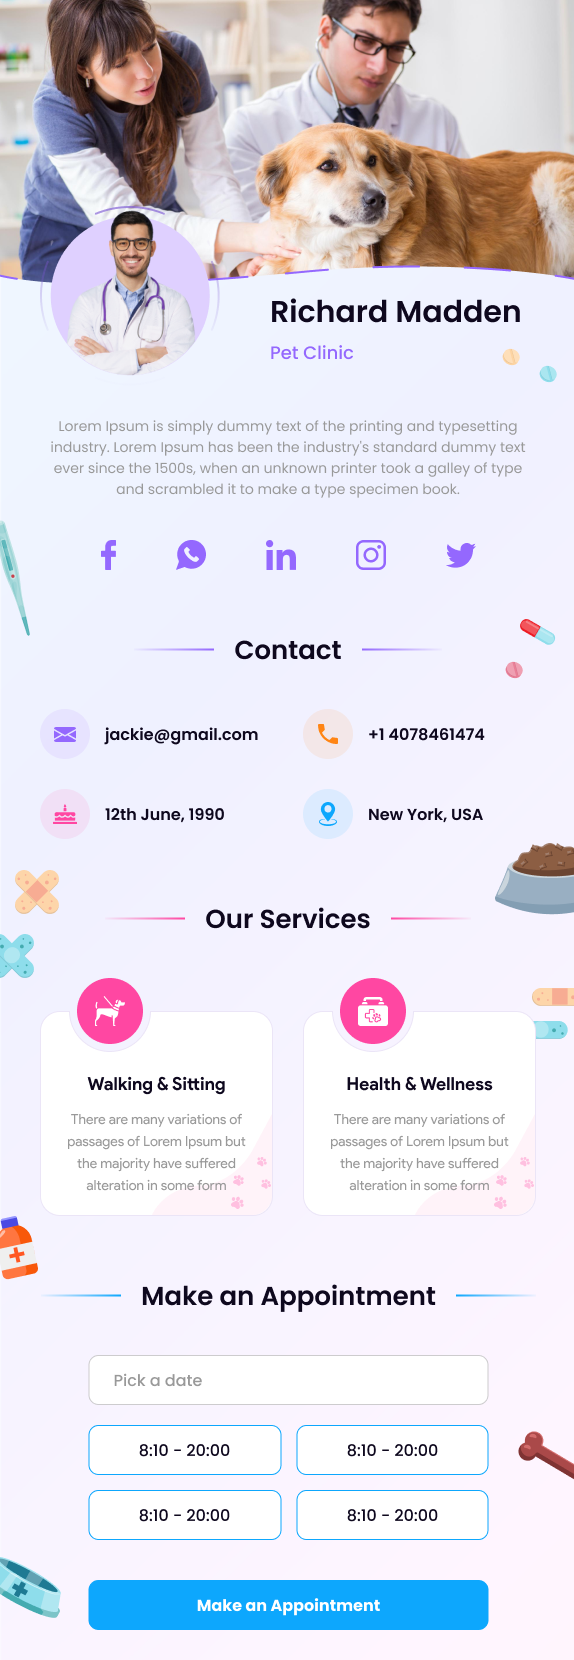 Richard Madden
Pet Clinic
Lorem Ipsum is simply dummy text of the printing and typesetting
industry. Lorem Ipsum has been the industry's standard dummy text
ever since the 1500s, when an unknown printer took a galley of type
and scrambled it to make a type specimen book.
Contact
jackie@gmail.com
+1 4078461474
12th June, 1990
New York, USA
Our Services
Walking & Sitting
There are many variations of
passages of Lorem Ipsum but
the majority have suffered
alteration in some form
Health & Wellness
There are many variations of
passages of Lorem Ipsum but
the majority have suffered
alteration in some form
Make an Appointment
Pick a date
8:10 - 20:00
8:10 - 20:00
8:10 - 20:00
8:10 - 20:00
Make an Appointment